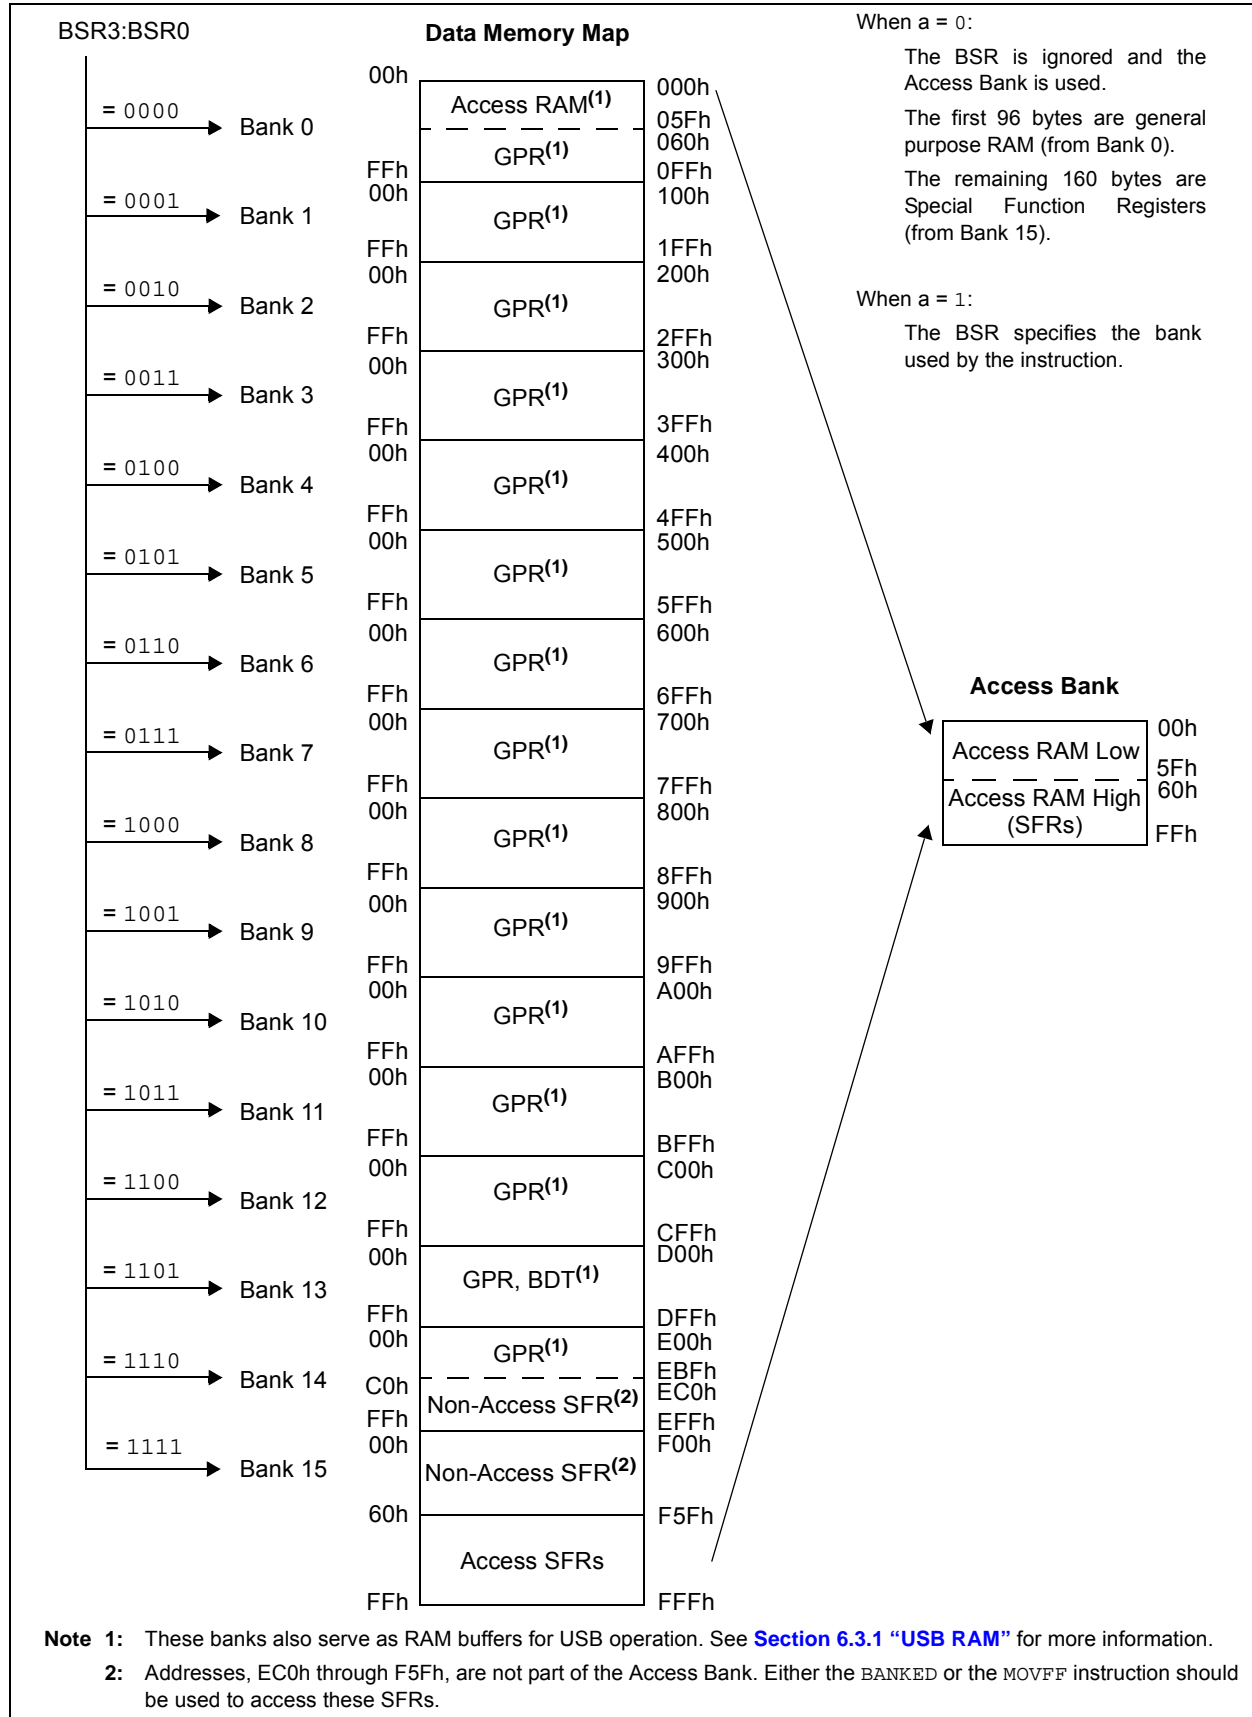 BSR3:BSR0
Data Memory Map
When a = 0:
The BSR is ignored and the
Access Bank is used.
The first 96 bytes are general
purpose RAM (from Bank 0).
The remaining 160 bytes are
Special Function Registers
(from Bank 15).
When a = 1:
The BSR specifies the bank
used by the instruction.
= 0000
Bank 0
00h
Access RAM(1)
000h
05Fh
060h
GPR(1)
FFh
0FFh
= 0001
Bank 1
00h
GPR(1)
100h
FFh
1FFh
= 0010
Bank 2
00h
GPR(1)
200h
FFh
2FFh
= 0011
Bank 3
00h
GPR(1)
300h
FFh
3FFh
= 0100
Bank 4
00h
GPR(1)
400h
FFh
4FFh
= 0101
Bank 5
00h
GPR(1)
500h
FFh
5FFh
= 0110
Bank 6
00h
GPR(1)
600h
FFh
6FFh
= 0111
Bank 7
00h
GPR(1)
700h
FFh
7FFh
= 1000
Bank 8
00h
GPR(1)
800h
FFh
8FFh
= 1001
Bank 9
00h
GPR(1)
900h
FFh
9FFh
= 1010
Bank 10
00h
GPR(1)
A00h
FFh
AFFh
= 1011
Bank 11
00h
GPR(1)
B00h
FFh
BFFh
= 1100
Bank 12
00h
GPR(1)
C00h
FFh
CFFh
= 1101
Bank 13
00h
GPR, BDT(1)
D00h
FFh
DFFh
= 1110
Bank 14
00h
GPR(1)
E00h
EBFh
C0h
Non-Access SFR(2)
EC0h
FFh
EFFh
= 1111
Bank 15
00h
Non-Access SFR(2)
F00h
60h
F5Fh
Access SFRs
FFh
FFFh
Access Bank
Access RAM Low
00h
5Fh
60h
Access RAM High
(SFRs)
FFh
Note 1: These banks also serve as RAM buffers for USB operation. See Section 6.3.1 “USB RAM” for more information.
2: Addresses, EC0h through F5Fh, are not part of the Access Bank. Either the BANKED or the MOVFF instruction should
be used to access these SFRs.